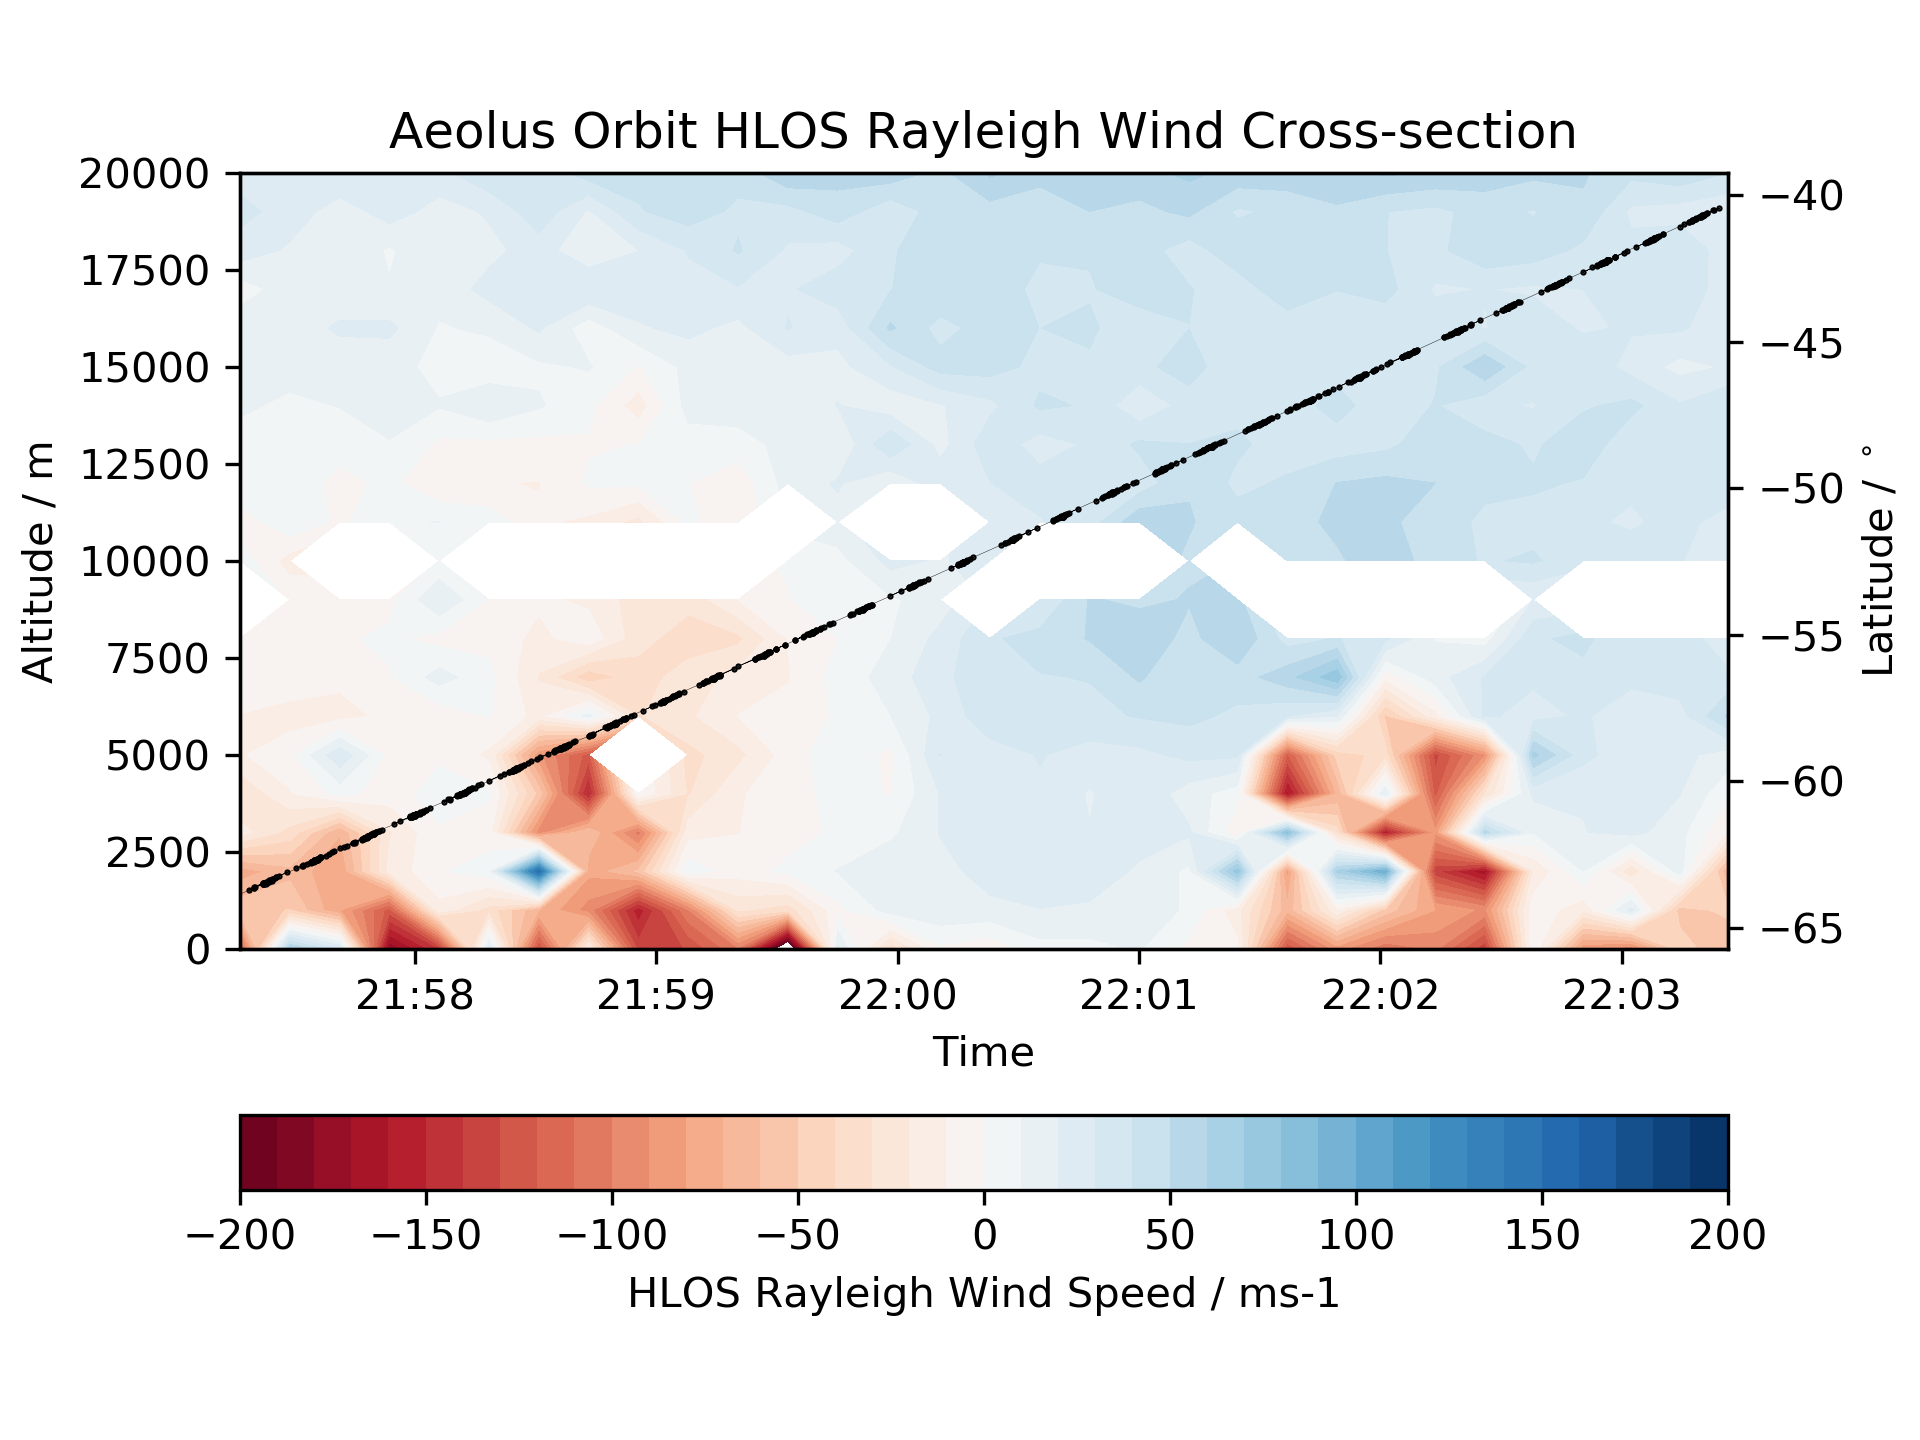 Aeolus Orbit HLOS Rayleigh Wind Cross-section
20000
17500
15000
12500
10000
7500
5000
2500
0
Altitude / m
−40
−45
−50
−55
−60
−65
Latitude / °
21:58 21:59 22:00 22:01 22:02 22:03
Time
−200 −150 −100 −50 0 50 100 150 200
HLOS Rayleigh Wind Speed / ms-1